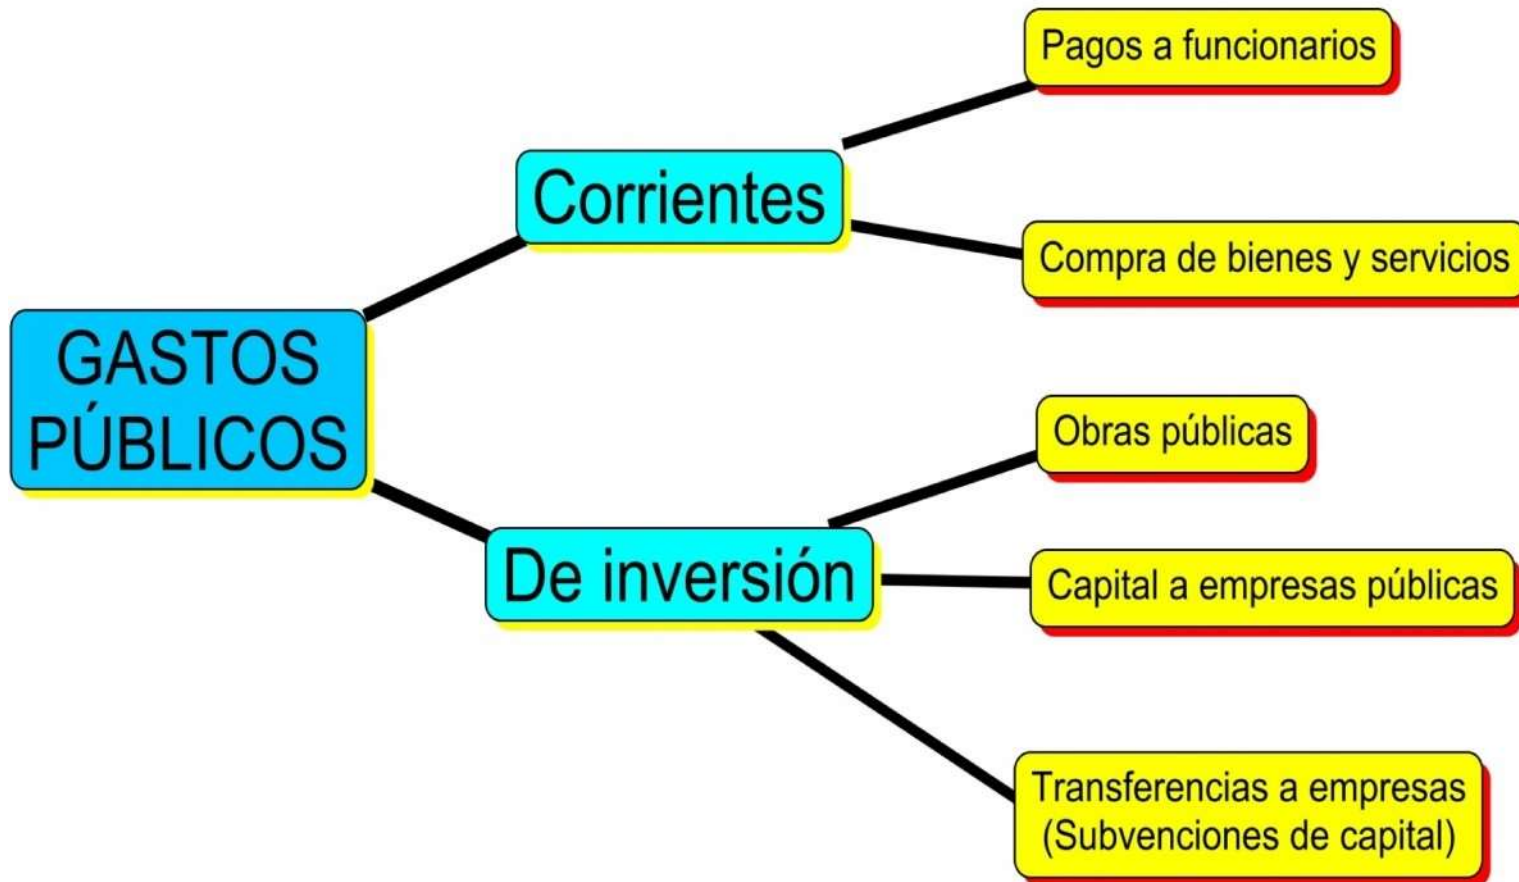 GASTOS
PÚBLICOS
Corrientes
Pagos a funcionarios
Compra de bienes y servicios
De inversión
Obras públicas
Capital a empresas públicas
Transferencias a empresas
(Subvenciones de capital)